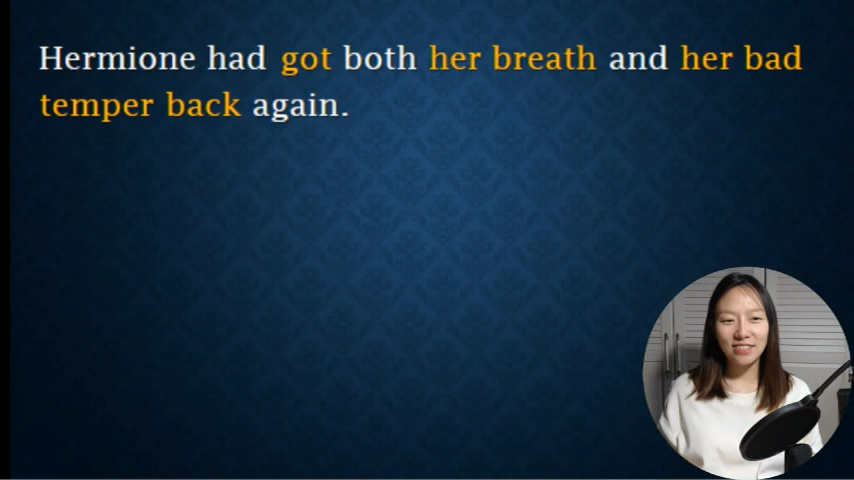 Hermione had got both her breath and her bad
temper back again.